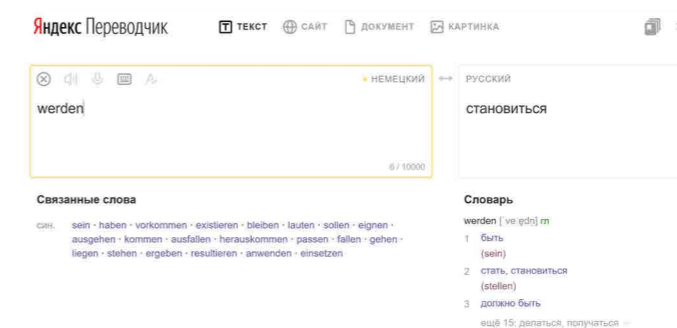 Яндекс Переводчик ТЕКСТ САЙТ ДОКУМЕНТ КАРТИНКА
НЕМЕЦКИЙ РУССКИЙ
werden становиться
6 / 10000
Связанные слова
син. sein · haben · vorkommen · existieren · bleiben · lauten · sollen · eignen ·
ausgehen · kommen · ausfallen · herauskommen · passen · fallen · gehen ·
liegen · stehen · ergeben · resultieren · anwenden · einsetzen
Словарь
werden гл
1 быть
(sein)
2 стать, становиться
(stellen)
3 должно быть
ещё 15: делаться, получаться